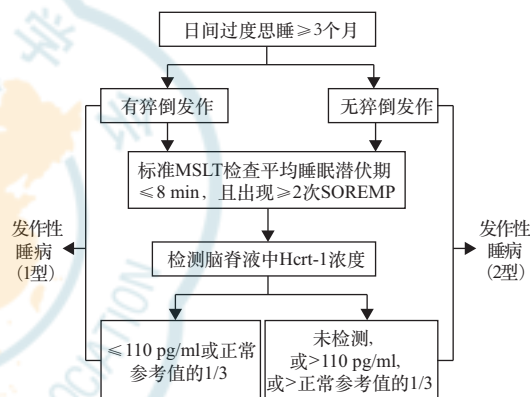 日间过度思睡≥3个月
有猝倒发作
无猝倒发作
标准MSLT检查平均睡眠潜伏期
≤8 min，且出现≥2次SOREMP
发作性
睡病
(1型)
发作性
睡病
(2型)
检测脑脊液中Hcrt-1浓度
≤110 pg/ml或正常
参考值的1/3
未检测,
或>110 pg/ml,
或>正常参考值的1/3
学
会
OCIATION